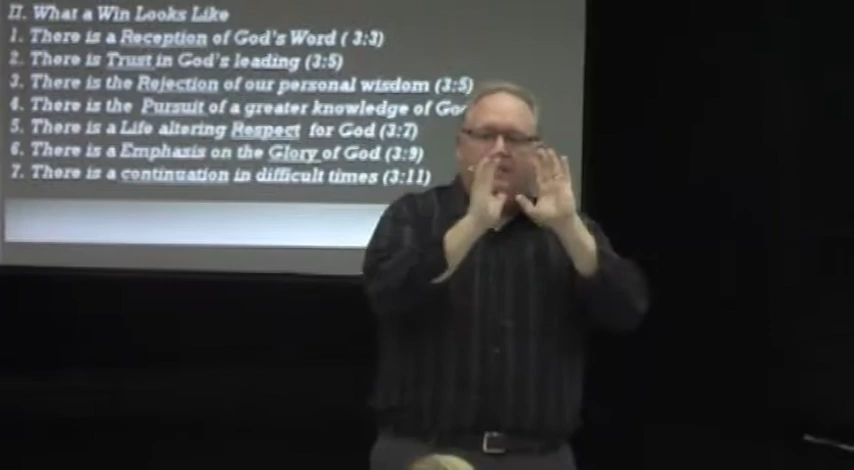 II. What a Win Looks Like
1. There is a Reception of God's Word ( 3:3)
2. There is Trust in God's leading (3:5)
3. There is the Rejection of our personal wisdom (3:5)
4. There is the Pursuit of a greater knowledge of Go
5. There is a Life altering Respect for God (3:7)
6. There is a Emphasis on the Glory of God (3:9)
7. There is a continuation in difficult times (3:11)